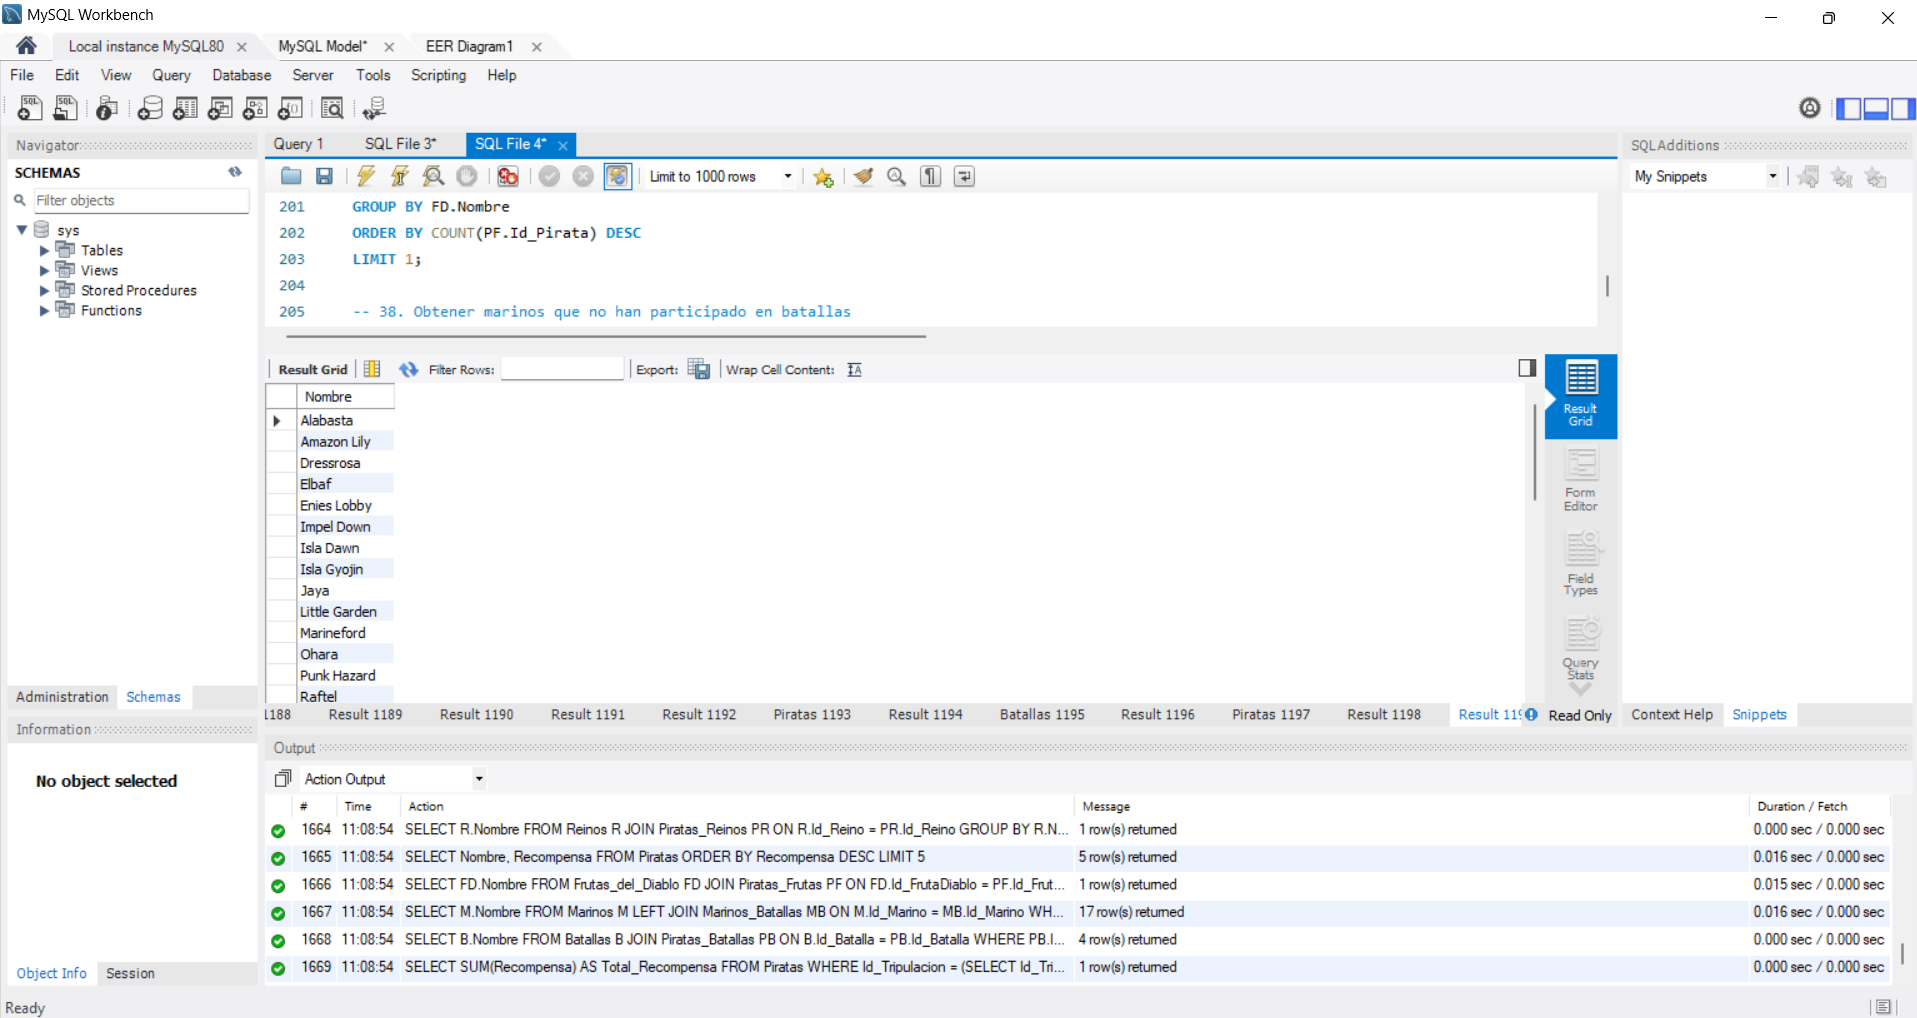 MySQL Workbench
Local instance MySQL80
MySQL Model*
EER Diagram1
File Edit View Query Database Server Tools Scripting Help
Navigator
SCHEMAS
Filter objects
sys
Tables
Views
Stored Procedures
Functions
Administration Schemas
Information
No object selected
Object Info Session
Ready
Query 1 SQL File 3* SQL File 4*
Limit to 1000 rows
201 GROUP BY FD.Nombre
202 ORDER BY COUNT(PF.Id_Pirata) DESC
203 LIMIT 1;
204
205 -- 38. Obtener marinos que no han participado en batallas
Result Grid Filter Rows: Export: Wrap Cell Content:
Nombre
Alabasta
Amazon Lily
Dressrosa
Elbaf
Enies Lobby
Impel Down
Isla Dawn
Isla Gyojin
Jaya
Little Garden
Marineford
Ohara
Punk Hazard
Raftel
Result Grid
Form Editor
Field Types
Query Stats
1188 Result 1189 Result 1190 Result 1191 Result 1192 Piratas 1193 Result 1194 Batallas 1195 Result 1196 Piratas 1197 Result 1198 Result 119 Read Only
SQLAdditions
My Snippets
Context Help Snippets
Output
Action Output
# Time Action Message Duration / Fetch
1664 11:08:54 SELECT R.Nombre FROM Reinos R JOIN Piratas_Reinos PR ON R.Id_Reino = PR.Id_Reino GROUP BY R.N... 1 row(s) returned 0.000 sec / 0.000 sec
1665 11:08:54 SELECT Nombre, Recompensa FROM Piratas ORDER BY Recompensa DESC LIMIT 5 5 row(s) returned 0.016 sec / 0.000 sec
1666 11:08:54 SELECT FD.Nombre FROM Frutas_del_Diablo FD JOIN Piratas_Frutas PF ON FD.Id_FrutaDiablo = PF.Id_Frut... 1 row(s) returned 0.015 sec / 0.000 sec
1667 11:08:54 SELECT M.Nombre FROM Marinos M LEFT JOIN Marinos_Batallas MB ON M.Id_Marino = MB.Id_Marino WH... 17 row(s) returned 0.016 sec / 0.000 sec
1668 11:08:54 SELECT B.Nombre FROM Batallas B JOIN Piratas_Batallas PB ON B.Id_Batalla = PB.Id_Batalla WHERE PB.I... 4 row(s) returned 0.000 sec / 0.000 sec
1669 11:08:54 SELECT SUM(Recompensa) AS Total_Recompensa FROM Piratas WHERE Id_Tripulacion = (SELECT Id_Tri... 1 row(s) returned 0.000 sec / 0.000 sec